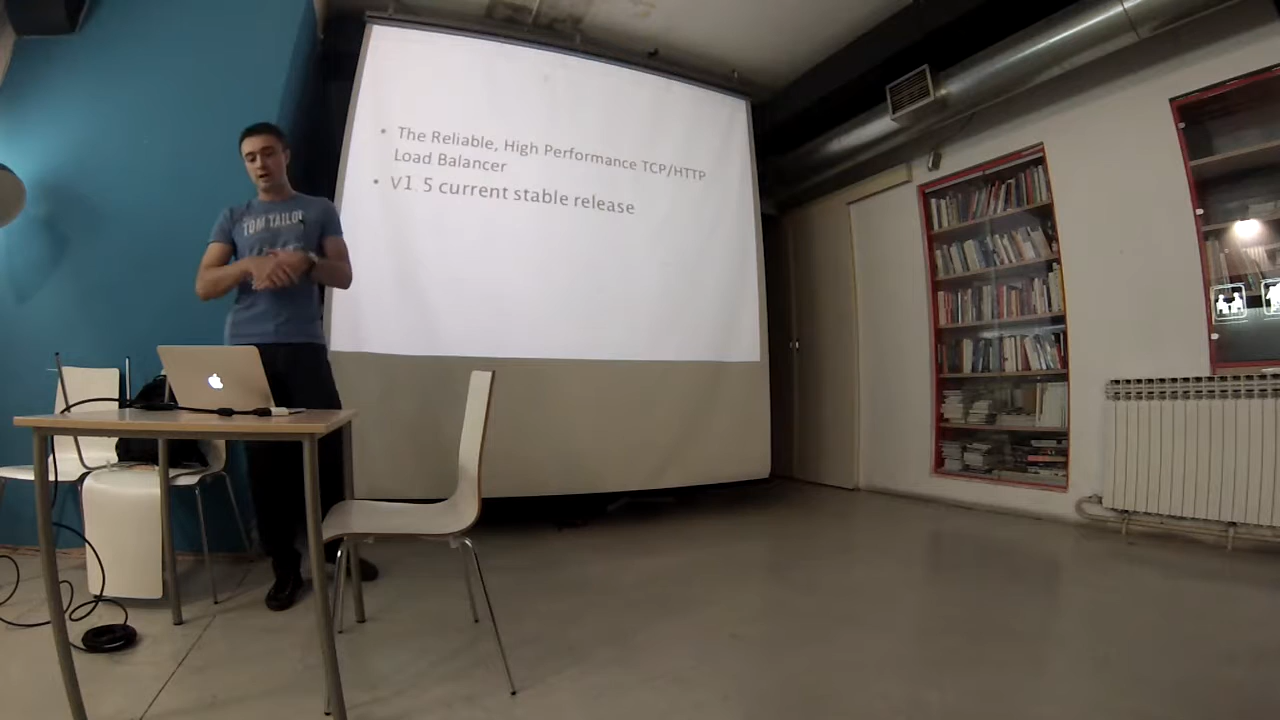 • The Reliable, High Performance TCP/HTTP
Load Balancer
• v1.5 current stable release
TOM TAILOR